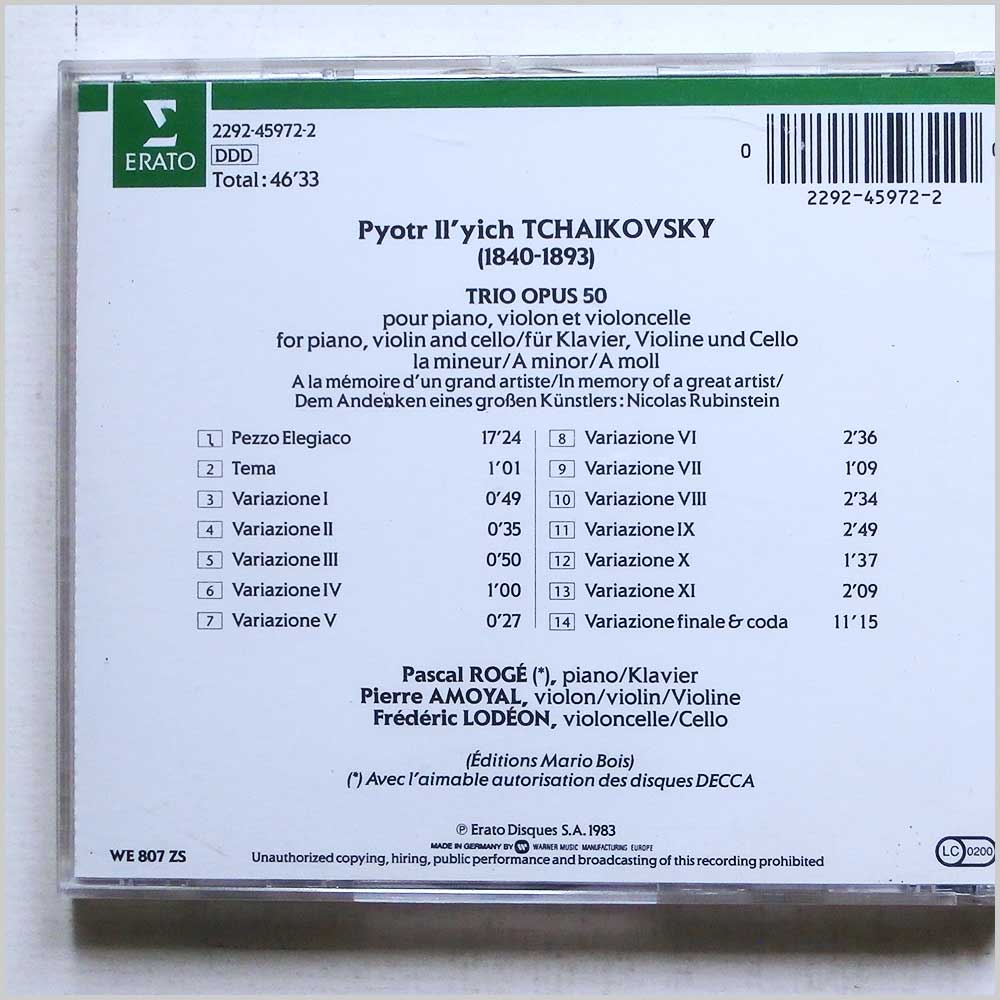 ERATO
2292-45972-2
DDD
Total: 46'33
0
2292-45972-2
Pyotr Il'yich TCHAIKOVSKY
(1840-1893)
TRIO OPUS 50
pour piano, violon et violoncelle
for piano, violin and cello/für Klavier, Violine und Cello
la mineur/A minor/A moll
A la mémoire d'un grand artiste/In memory of a great artist/
Dem Andenken eines großen Künstlers: Nicolas Rubinstein
1 Pezzo Elegiaco 17'24
2 Tema 1'01
3 Variazione I 0'49
4 Variazione II 0'35
5 Variazione III 0'50
6 Variazione IV 1'00
7 Variazione V 0'27
8 Variazione VI 2'36
9 Variazione VII 1'09
10 Variazione VIII 2'34
11 Variazione IX 2'49
12 Variazione X 1'37
13 Variazione XI 2'09
14 Variazione finale & coda 11'15
Pascal ROGÉ (*), piano/Klavier
Pierre AMOYAL, violon/violin/Violine
Frédéric LODÉON, violoncelle/Cello
(Éditions Mario Bois)
(*) Avec l'aimable autorisation des disques DECCA
℗ Erato Disques S.A. 1983
MADE IN GERMANY BY WARNER MUSIC MANUFACTURING EUROPE
WE 807 ZS
Unauthorized copying, hiring, public performance and broadcasting of this recording prohibited
LC 0200